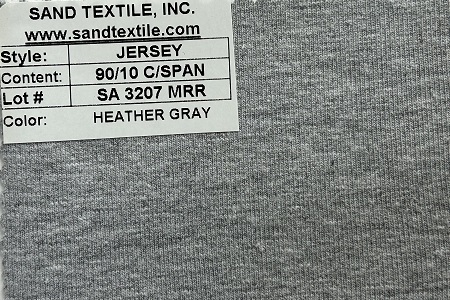 SAND TEXTILE, INC.
www.sandtextile.com
Style: JERSEY
Content: 90/10 C/SPAN
Lot # SA 3207 MRR
Color: HEATHER GRAY